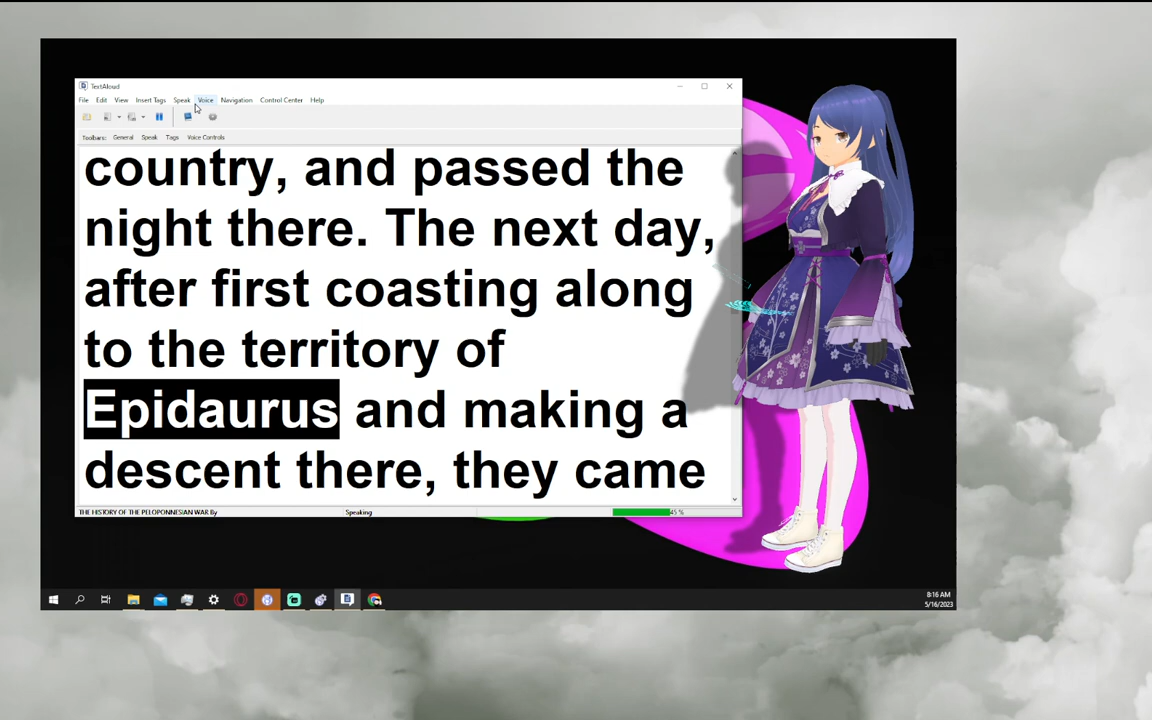 TextAloud
File Edit View Insert Tags Speak Voice Navigation Control Center Help
Toolbars: General Speak Tags Voice Controls
country, and passed the
night there. The next day,
after first coasting along
to the territory of
Epidaurus and making a
descent there, they came
THE HISTORY OF THE PELOPONNESIAN WAR By Speaking 45 %
8:16 AM
5/16/2023